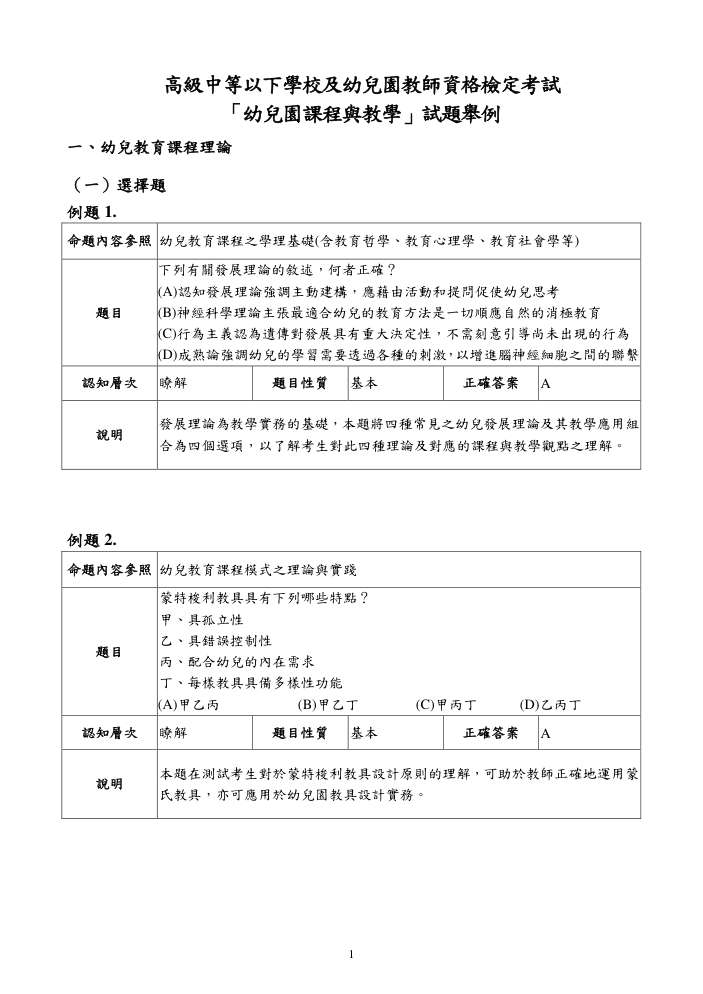 高級中等以下學校及幼兒園教師資格檢定考試
「幼兒園課程與教學」試題舉例
一、幼兒教育課程理論
（一）選擇題
例題 1.
命題內容參照 幼兒教育課程之學理基礎(含教育哲學、教育心理學、教育社會學等)
題目
下列有關發展理論的敘述，何者正確？
(A)認知發展理論強調主動建構，應藉由活動和提問促使幼兒思考
(B)神經科學理論主張最適合幼兒的教育方法是一切順應自然的消極教育
(C)行為主義認為遺傳對發展具有重大決定性，不需刻意引導尚未出現的行為
(D)成熟論強調幼兒的學習需要透過各種的刺激，以增進腦神經細胞之間的聯繫
認知層次 瞭解 題目性質 基本 正確答案 A
說明
發展理論為教學實務的基礎，本題將四種常見之幼兒發展理論及其教學應用組
合為四個選項，以了解考生對此四種理論及對應的課程與教學觀點之理解。
例題 2.
命題內容參照 幼兒教育課程模式之理論與實踐
題目
蒙特梭利教具具有下列哪些特點？
甲、具孤立性
乙、具錯誤控制性
丙、配合幼兒的內在需求
丁、每樣教具具備多樣性功能
(A)甲乙丙 (B)甲乙丁 (C)甲丙丁 (D)乙丙丁
認知層次 瞭解 題目性質 基本 正確答案 A
說明
本題在測試考生對於蒙特梭利教具設計原則的理解，可助於教師正確地運用蒙
氏教具，亦可應用於幼兒園教具設計實務。
1